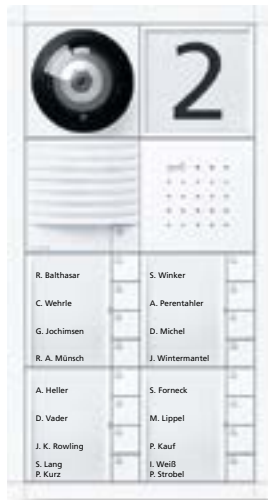 2
R. Balthasar
C. Wehrle
G. Jochimsen
R. A. Münsch
S. Winker
A. Perentahler
D. Michel
J. Wintermantel
A. Heller
D. Vader
J. K. Rowling
S. Lang
P. Kurz
S. Forneck
M. Lippel
P. Kauf
I. Weiß
P. Strobel